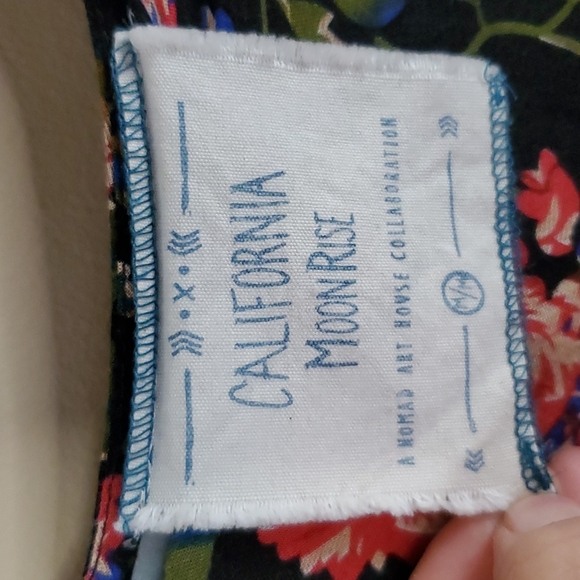 CALIFORNIA
MOONRISE
A NOMAD ART HOUSE COLLABORATION